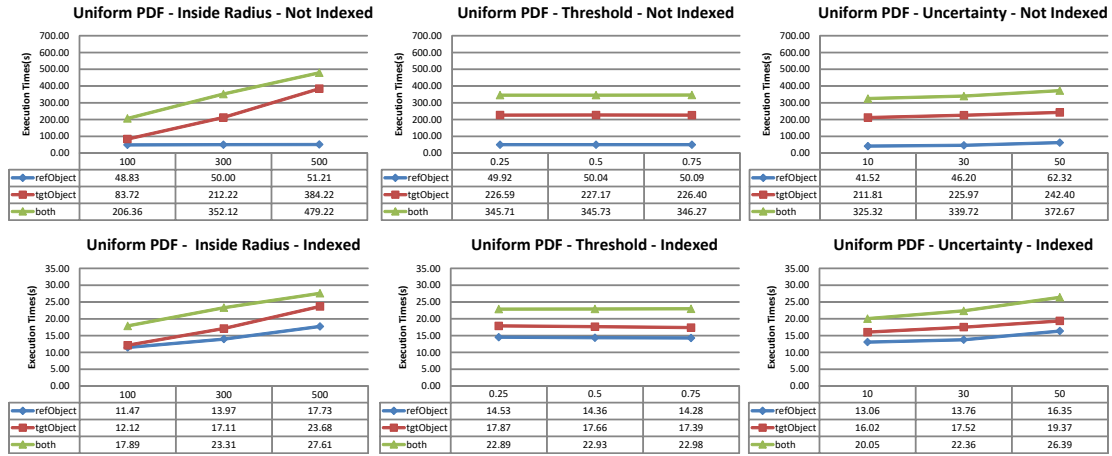 Uniform PDF - Inside Radius - Not Indexed
Execution Times(s)
700.00
600.00
500.00
400.00
300.00
200.00
100.00
0.00
100 300 500
refObject 48.83 50.00 51.21
tgtObject 83.72 212.22 384.22
both 206.36 352.12 479.22
Uniform PDF - Threshold - Not Indexed
Execution Times(s)
700.00
600.00
500.00
400.00
300.00
200.00
100.00
0.00
0.25 0.5 0.75
refObject 49.92 50.04 50.09
tgtObject 226.59 227.17 226.40
both 345.71 345.73 346.27
Uniform PDF - Uncertainty - Not Indexed
Execution Times(s)
700.00
600.00
500.00
400.00
300.00
200.00
100.00
0.00
10 30 50
refObject 41.52 46.20 62.32
tgtObject 211.81 225.97 242.40
both 325.32 339.72 372.67
Uniform PDF - Inside Radius - Indexed
Execution Times(s)
35.00
30.00
25.00
20.00
15.00
10.00
5.00
0.00
100 300 500
refObject 11.47 13.97 17.73
tgtObject 12.12 17.11 23.68
both 17.89 23.31 27.61
Uniform PDF - Threshold - Indexed
Execution Times(s)
35.00
30.00
25.00
20.00
15.00
10.00
5.00
0.00
0.25 0.5 0.75
refObject 14.53 14.36 14.28
tgtObject 17.87 17.66 17.39
both 22.89 22.93 22.98
Uniform PDF - Uncertainty - Indexed
Execution Times(s)
35.00
30.00
25.00
20.00
15.00
10.00
5.00
0.00
10 30 50
refObject 13.06 13.76 16.35
tgtObject 16.02 17.52 19.37
both 20.05 22.36 26.39